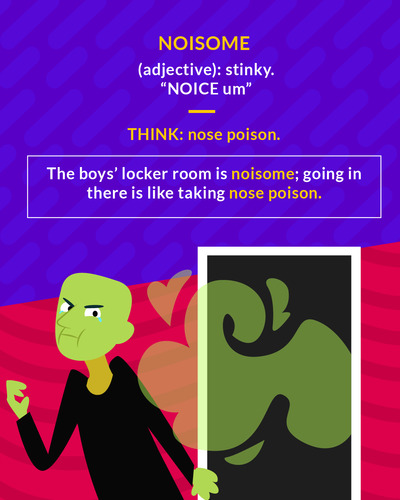 NOISOME
(adjective): stinky.
“NOICE um”
THINK: nose poison.
The boys’ locker room is noisome; going in
there is like taking nose poison.